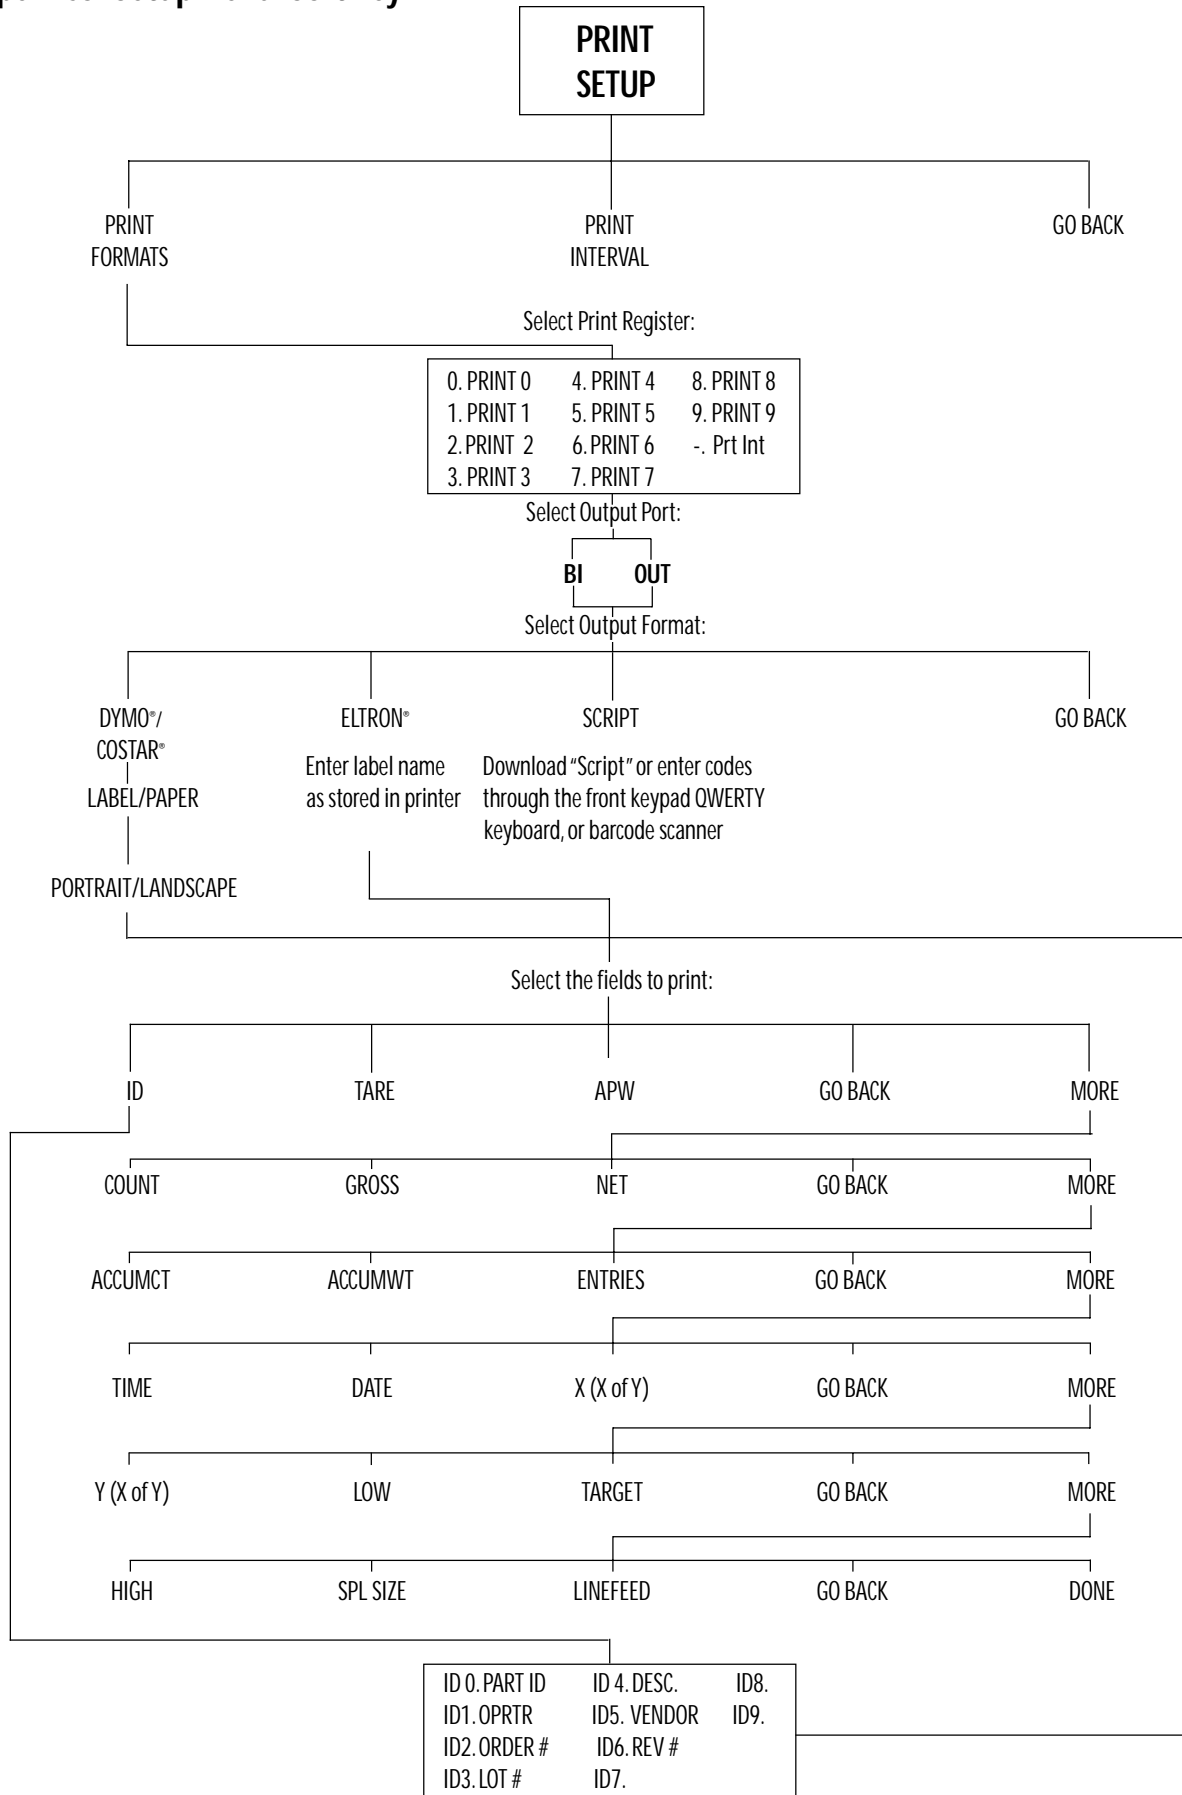 PRINT
SETUP
PRINT
FORMATS
PRINT
INTERVAL
GO BACK
Select Print Register:
0. PRINT 0 4. PRINT 4 8. PRINT 8
1. PRINT 1 5. PRINT 5 9. PRINT 9
2. PRINT 2 6. PRINT 6 -. Prt Int
3. PRINT 3 7. PRINT 7
Select Output Port:
BI OUT
Select Output Format:
DYMO®/
COSTAR®
LABEL/PAPER
PORTRAIT/LANDSCAPE
ELTRON®
Enter label name
as stored in printer
SCRIPT
Download “Script” or enter codes
through the front keypad QWERTY
keyboard, or barcode scanner
GO BACK
Select the fields to print:
ID TARE APW GO BACK MORE
COUNT GROSS NET GO BACK MORE
ACCUMCT ACCUMWT ENTRIES GO BACK MORE
TIME DATE X (X of Y) GO BACK MORE
Y (X of Y) LOW TARGET GO BACK MORE
HIGH SPL SIZE LINEFEED GO BACK DONE
ID 0. PART ID ID 4. DESC. ID8.
ID1. OPRTR ID5. VENDOR ID9.
ID2. ORDER # ID6. REV #
ID3. LOT # ID7.